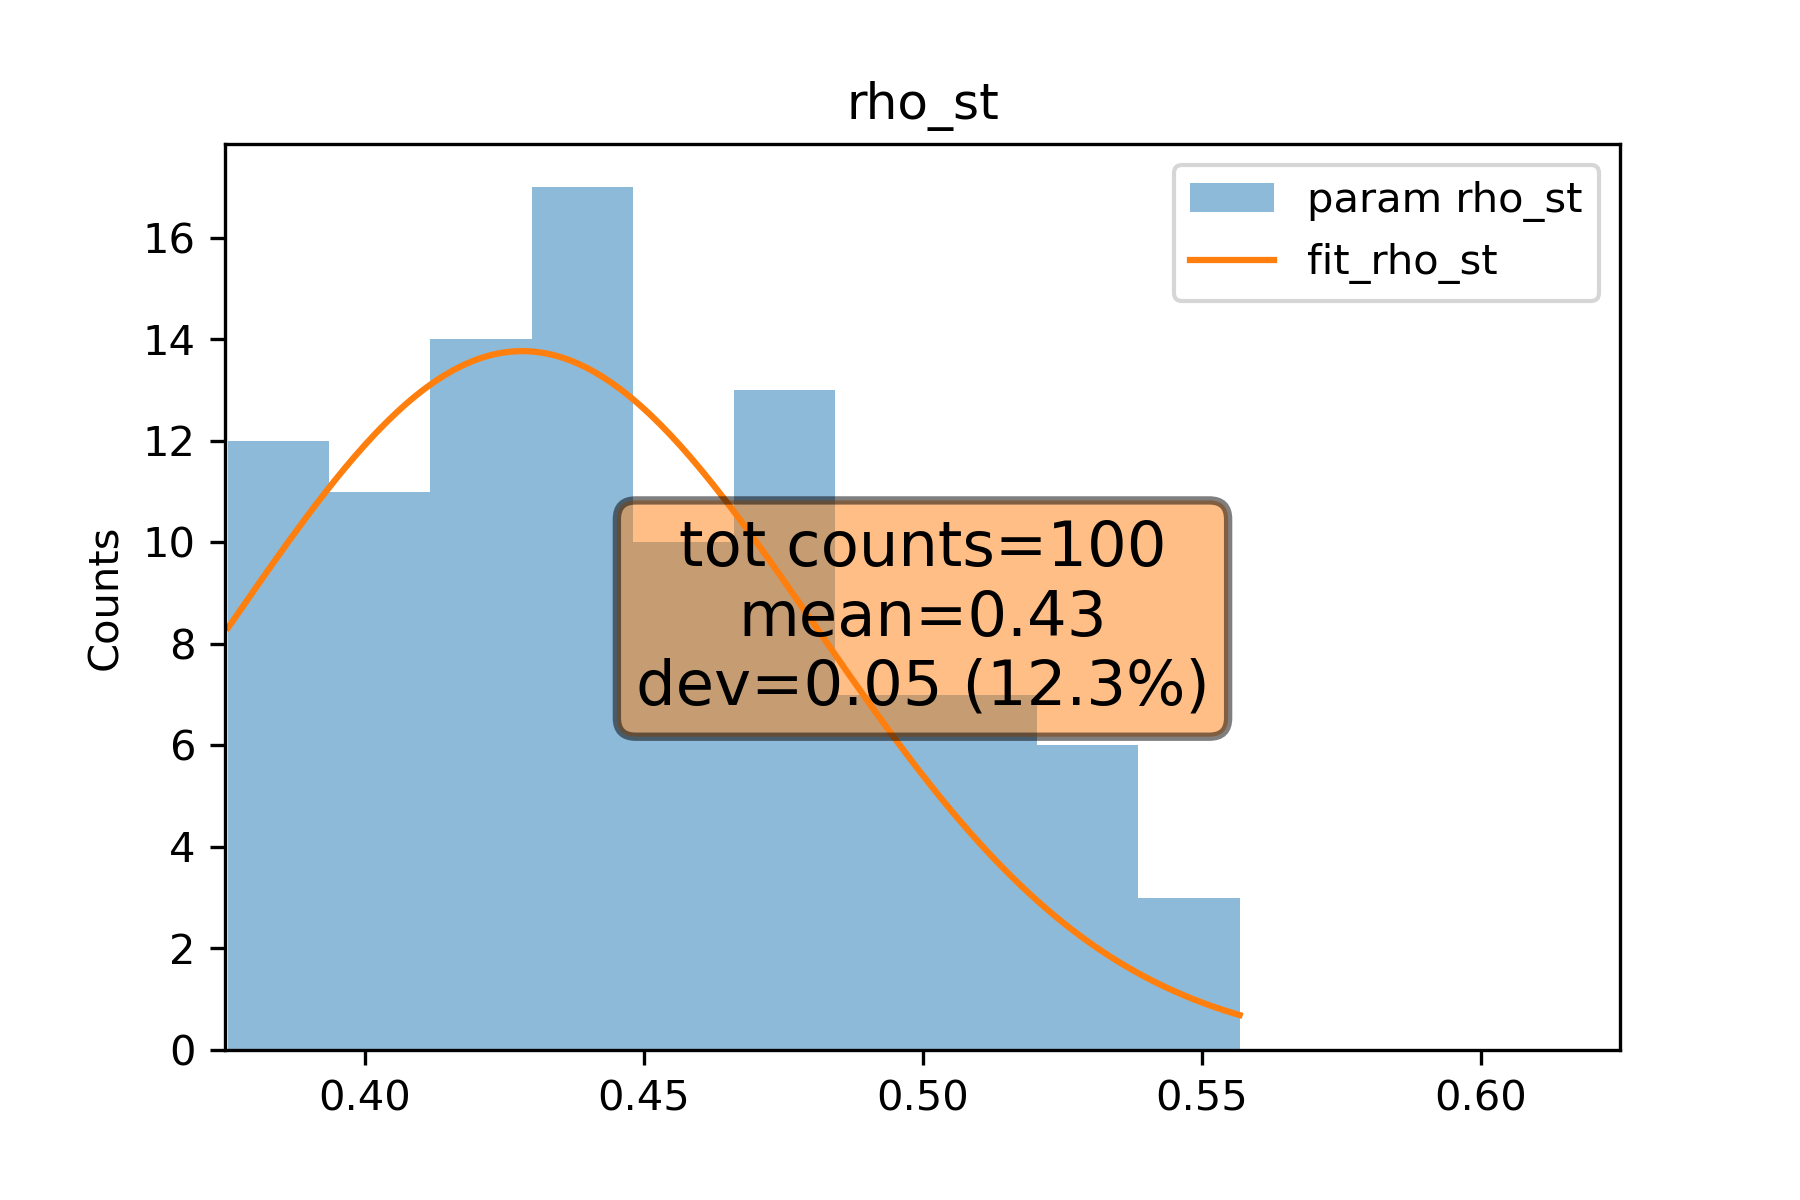 rho_st
param rho_st
fit_rho_st
Counts
16
14
12
10
8
6
4
2
0
tot counts=100
mean=0.43
dev=0.05 (12.3%)
0.40 0.45 0.50 0.55 0.60